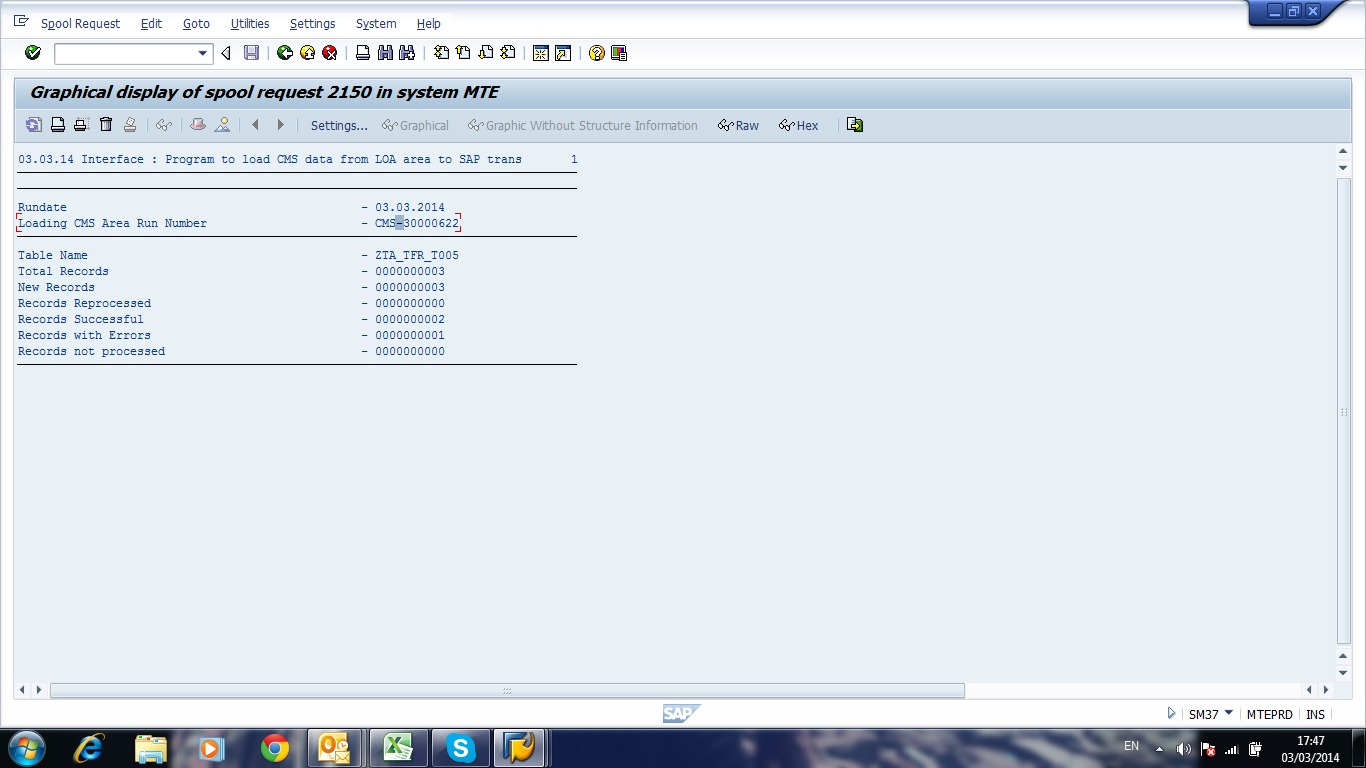 Spool Request Edit Goto Utilities Settings System Help
Graphical display of spool request 2150 in system MTE
Settings... Graphical Graphic Without Structure Information Raw Hex
03.03.14 Interface : Program to load CMS data from LOA area to SAP trans 1
Rundate - 03.03.2014
Loading CMS Area Run Number - CMS-30000622
Table Name - ZTA_TFR_T005
Total Records - 0000000003
New Records - 0000000003
Records Reprocessed - 0000000000
Records Successful - 0000000002
Records with Errors - 0000000001
Records not processed - 0000000000
SAP SM37 MTEPRD INS
EN 17:47
03/03/2014